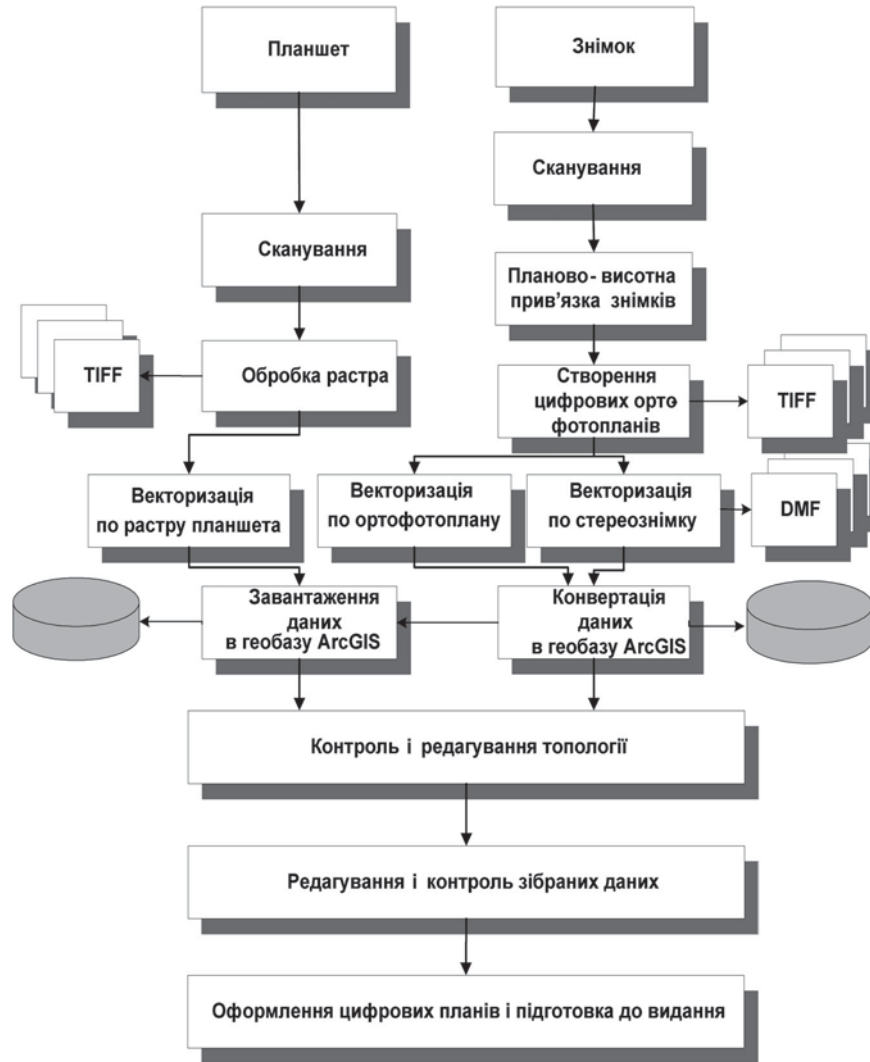 Планшет
Знімок
Сканування
Сканування
Планово- висотна
прив’язка знімків
TIFF
Обробка растра
Створення
цифрових орто
фотопланів
TIFF
Векторизація
по растру планшета
Векторизація
по ортофотоплану
Векторизація
по стереознімку
DMF
Завантаження
даних
в геобазу ArcGIS
Конвертація
даних
в геобазу ArcGIS
Контроль і редагування топології
Редагування і контроль зібраних даних
Оформлення цифрових планів і підготовка до видання